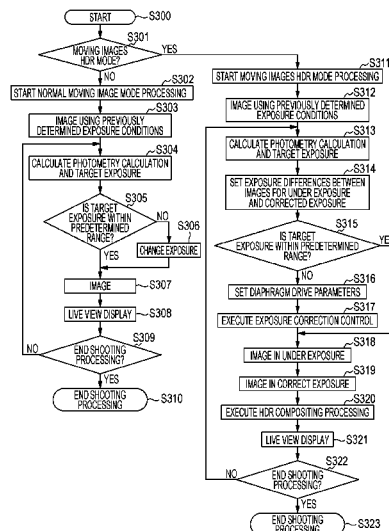 START
S300
S301
MOVING IMAGES
HDR MODE?
YES
NO
S302
START NORMAL MOVING IMAGE MODE PROCESSING
S303
IMAGE USING PREVIOUSLY
DETERMINED EXPOSURE CONDITIONS
S304
CALCULATE PHOTOMETRY CALCULATION
AND TARGET EXPOSURE
S305
IS TARGET
EXPOSURE WITHIN
PREDETERMINED
RANGE?
NO
S306
CHANGE EXPOSURE
YES
IMAGE
S307
LIVE VIEW DISPLAY
S308
S309
NO
END SHOOTING
PROCESSING?
YES
END SHOOTING
PROCESSING
S310
S311
START MOVING IMAGES HDR MODE PROCESSING
S312
IMAGE USING PREVIOUSLY DETERMINED
EXPOSURE CONDITIONS
S313
CALCULATE PHOTOMETRY CALCULATION
AND TARGET EXPOSURE
S314
SET EXPOSURE DIFFERENCES BETWEEN
IMAGES FOR UNDER EXPOSURE
AND CORRECTED EXPOSURE
S315
IS TARGET
EXPOSURE WITHIN PREDETERMINED
RANGE?
YES
NO
S316
SET DIAPHRAGM DRIVE PARAMETERS
S317
EXECUTE EXPOSURE CORRECTION CONTROL
S318
IMAGE IN UNDER EXPOSURE
S319
IMAGE IN CORRECT EXPOSURE
S320
EXECUTE HDR COMPOSITING PROCESSING
LIVE VIEW DISPLAY
S321
S322
NO
END SHOOTING
PROCESSING?
YES
END SHOOTING
PROCESSING
S323